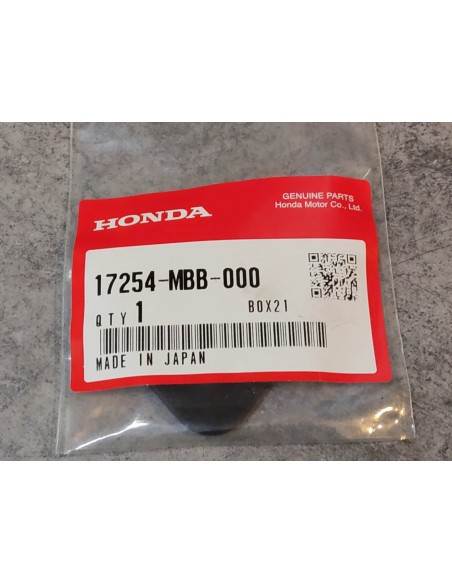 GENUINE PARTS
Honda Motor Co., Ltd.
HONDA
17254-MBB-000
QTY 1
BOX21
MADE IN JAPAN